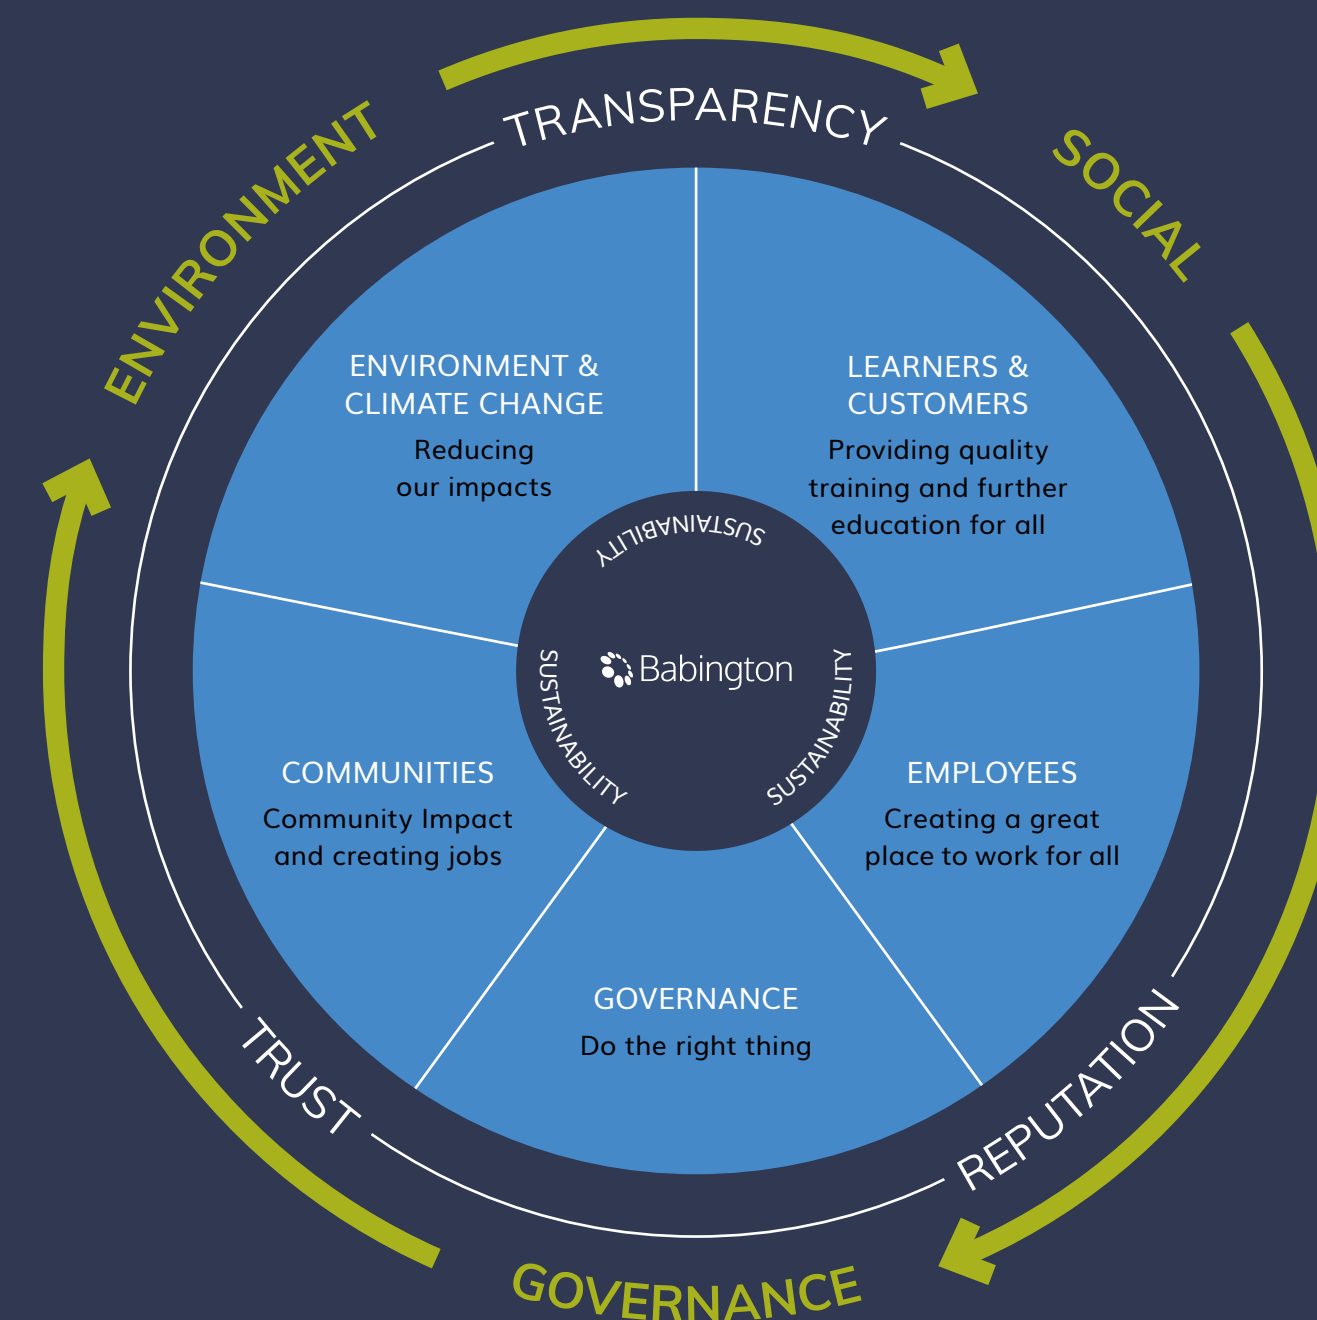 TRANSPARENCY
ENVIRONMENT
SOCIAL
ENVIRONMENT &
CLIMATE CHANGE
Reducing
our impacts
LEARNERS &
CUSTOMERS
Providing quality
training and further
education for all
SUSTAINABILITY
SUSTAINABILITY
Babington
SUSTAINABILITY
COMMUNITIES
Community Impact
and creating jobs
EMPLOYEES
Creating a great
place to work for all
GOVERNANCE
Do the right thing
TRUST
REPUTATION
GOVERNANCE